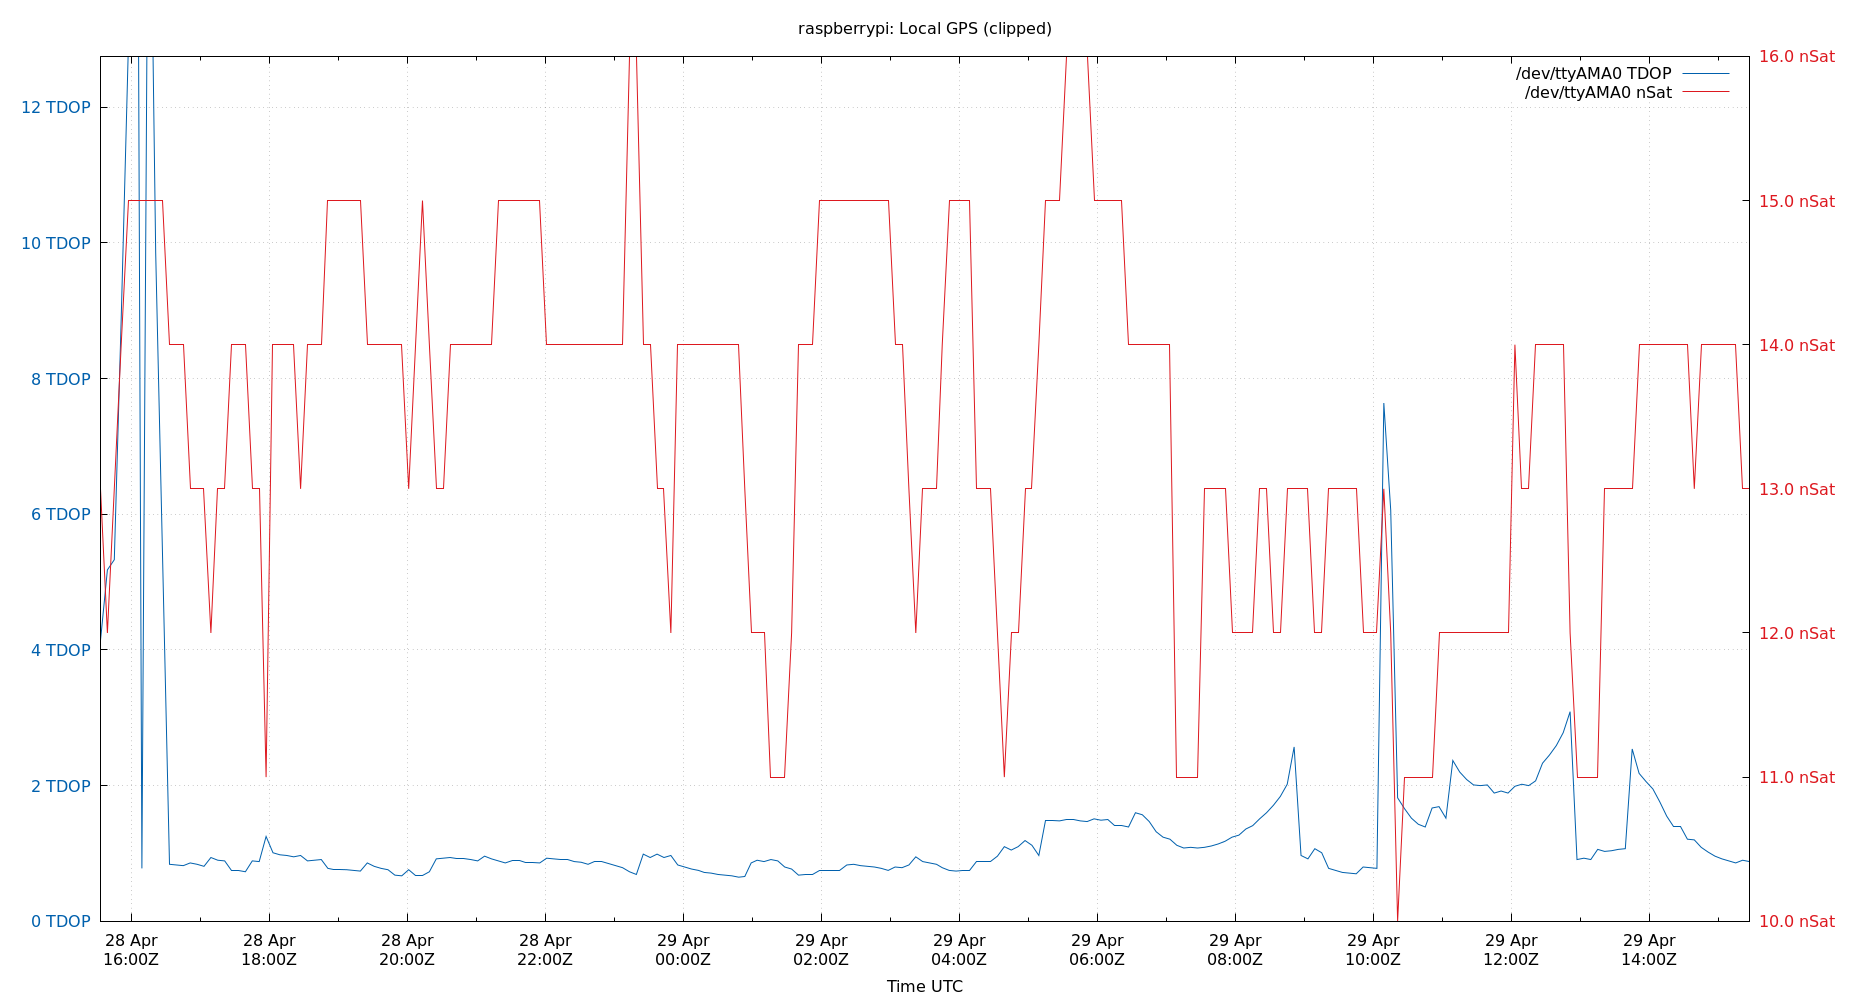 raspberrypi: Local GPS (clipped)
16.0 nSat
/dev/ttyAMA0 TDOP
/dev/ttyAMA0 nSat
12 TDOP
15.0 nSat
10 TDOP
14.0 nSat
8 TDOP
13.0 nSat
6 TDOP
12.0 nSat
4 TDOP
11.0 nSat
2 TDOP
0 TDOP
10.0 nSat
28 Apr 28 Apr 28 Apr 28 Apr 29 Apr 29 Apr 29 Apr 29 Apr 29 Apr 29 Apr 29 Apr 29 Apr
16:00Z 18:00Z 20:00Z 22:00Z 00:00Z 02:00Z 04:00Z 06:00Z 08:00Z 10:00Z 12:00Z 14:00Z
Time UTC